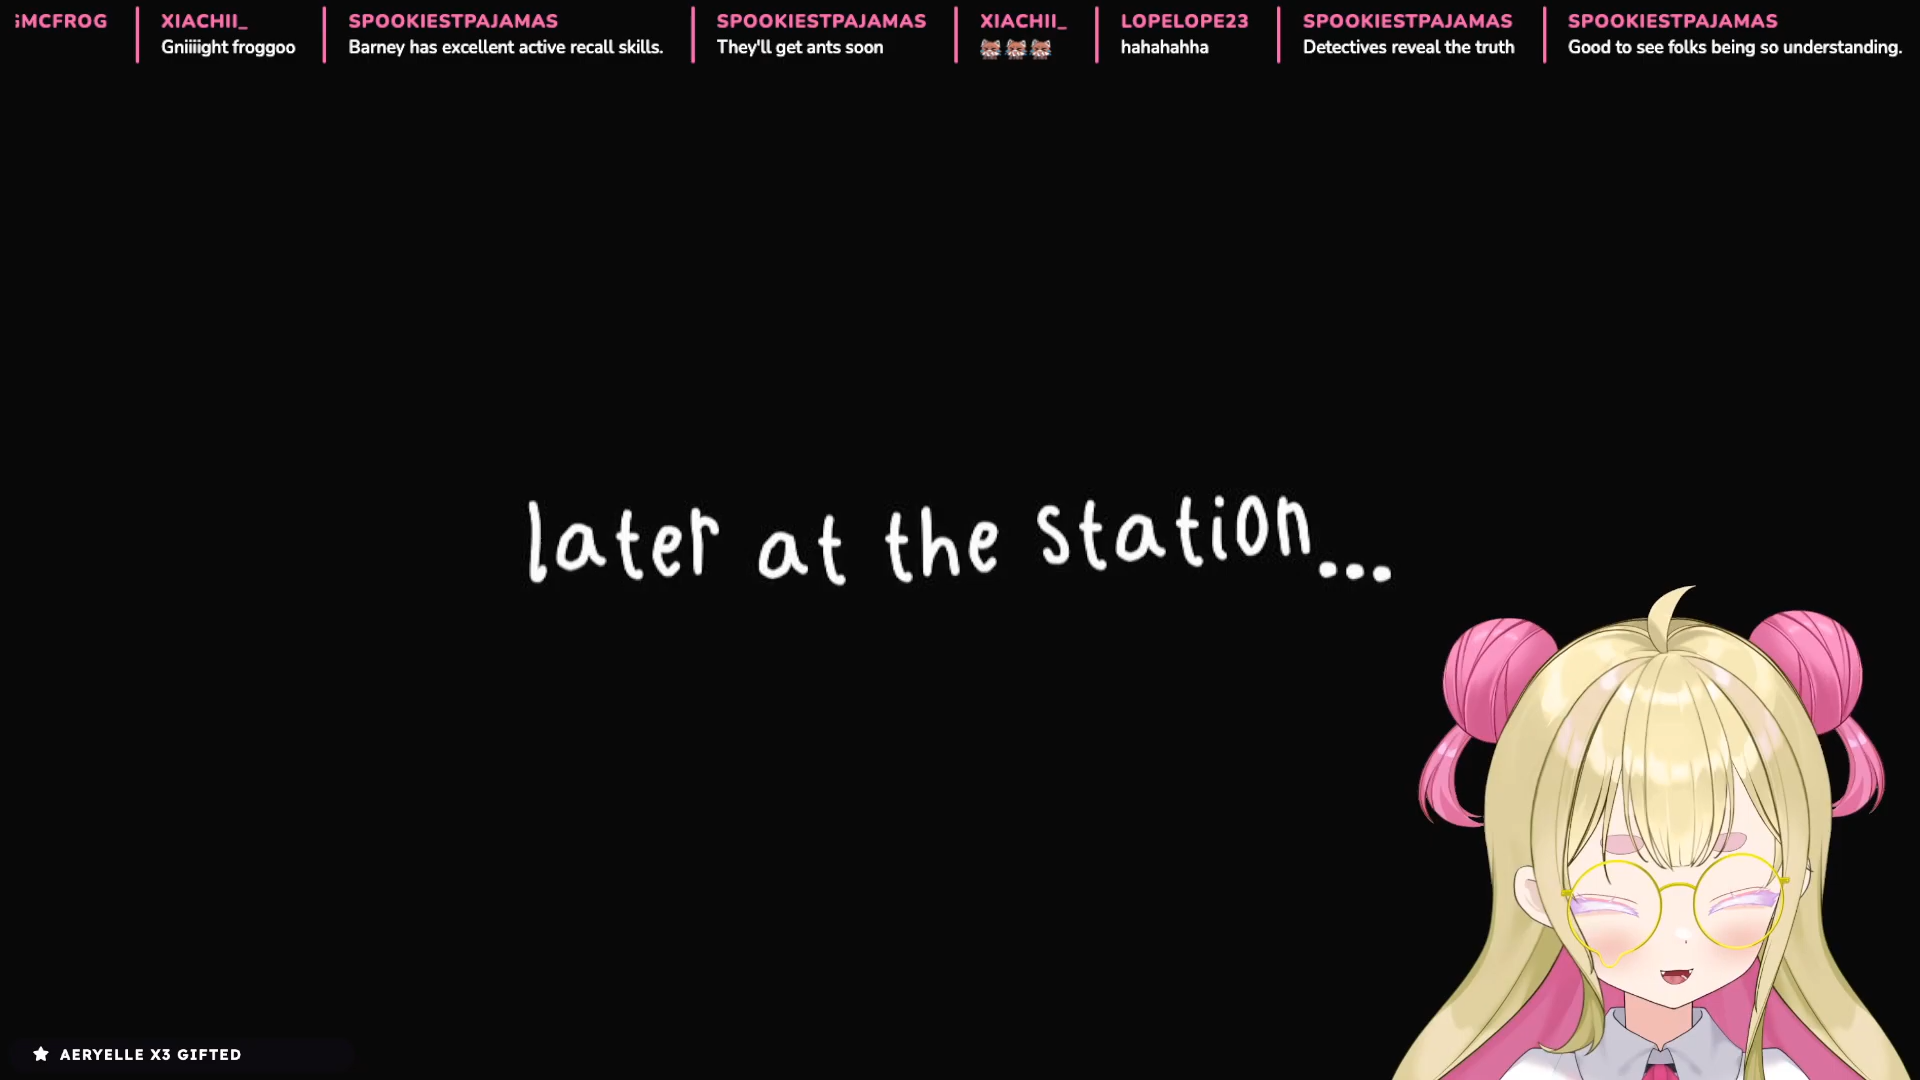 MCFROG
XIACHII_
Gniiiight froggoo
SPOOKIESTPAJAMAS
Barney has excellent active recall skills.
SPOOKIESTPAJAMAS
They'll get ants soon
XIACHII_
LOPELOPE23
hahahahha
SPOOKIESTPAJAMAS
Detectives reveal the truth
SPOOKIESTPAJAMAS
Good to see folks being so understanding.
later at the station...
AERYELLE X3 GIFTED